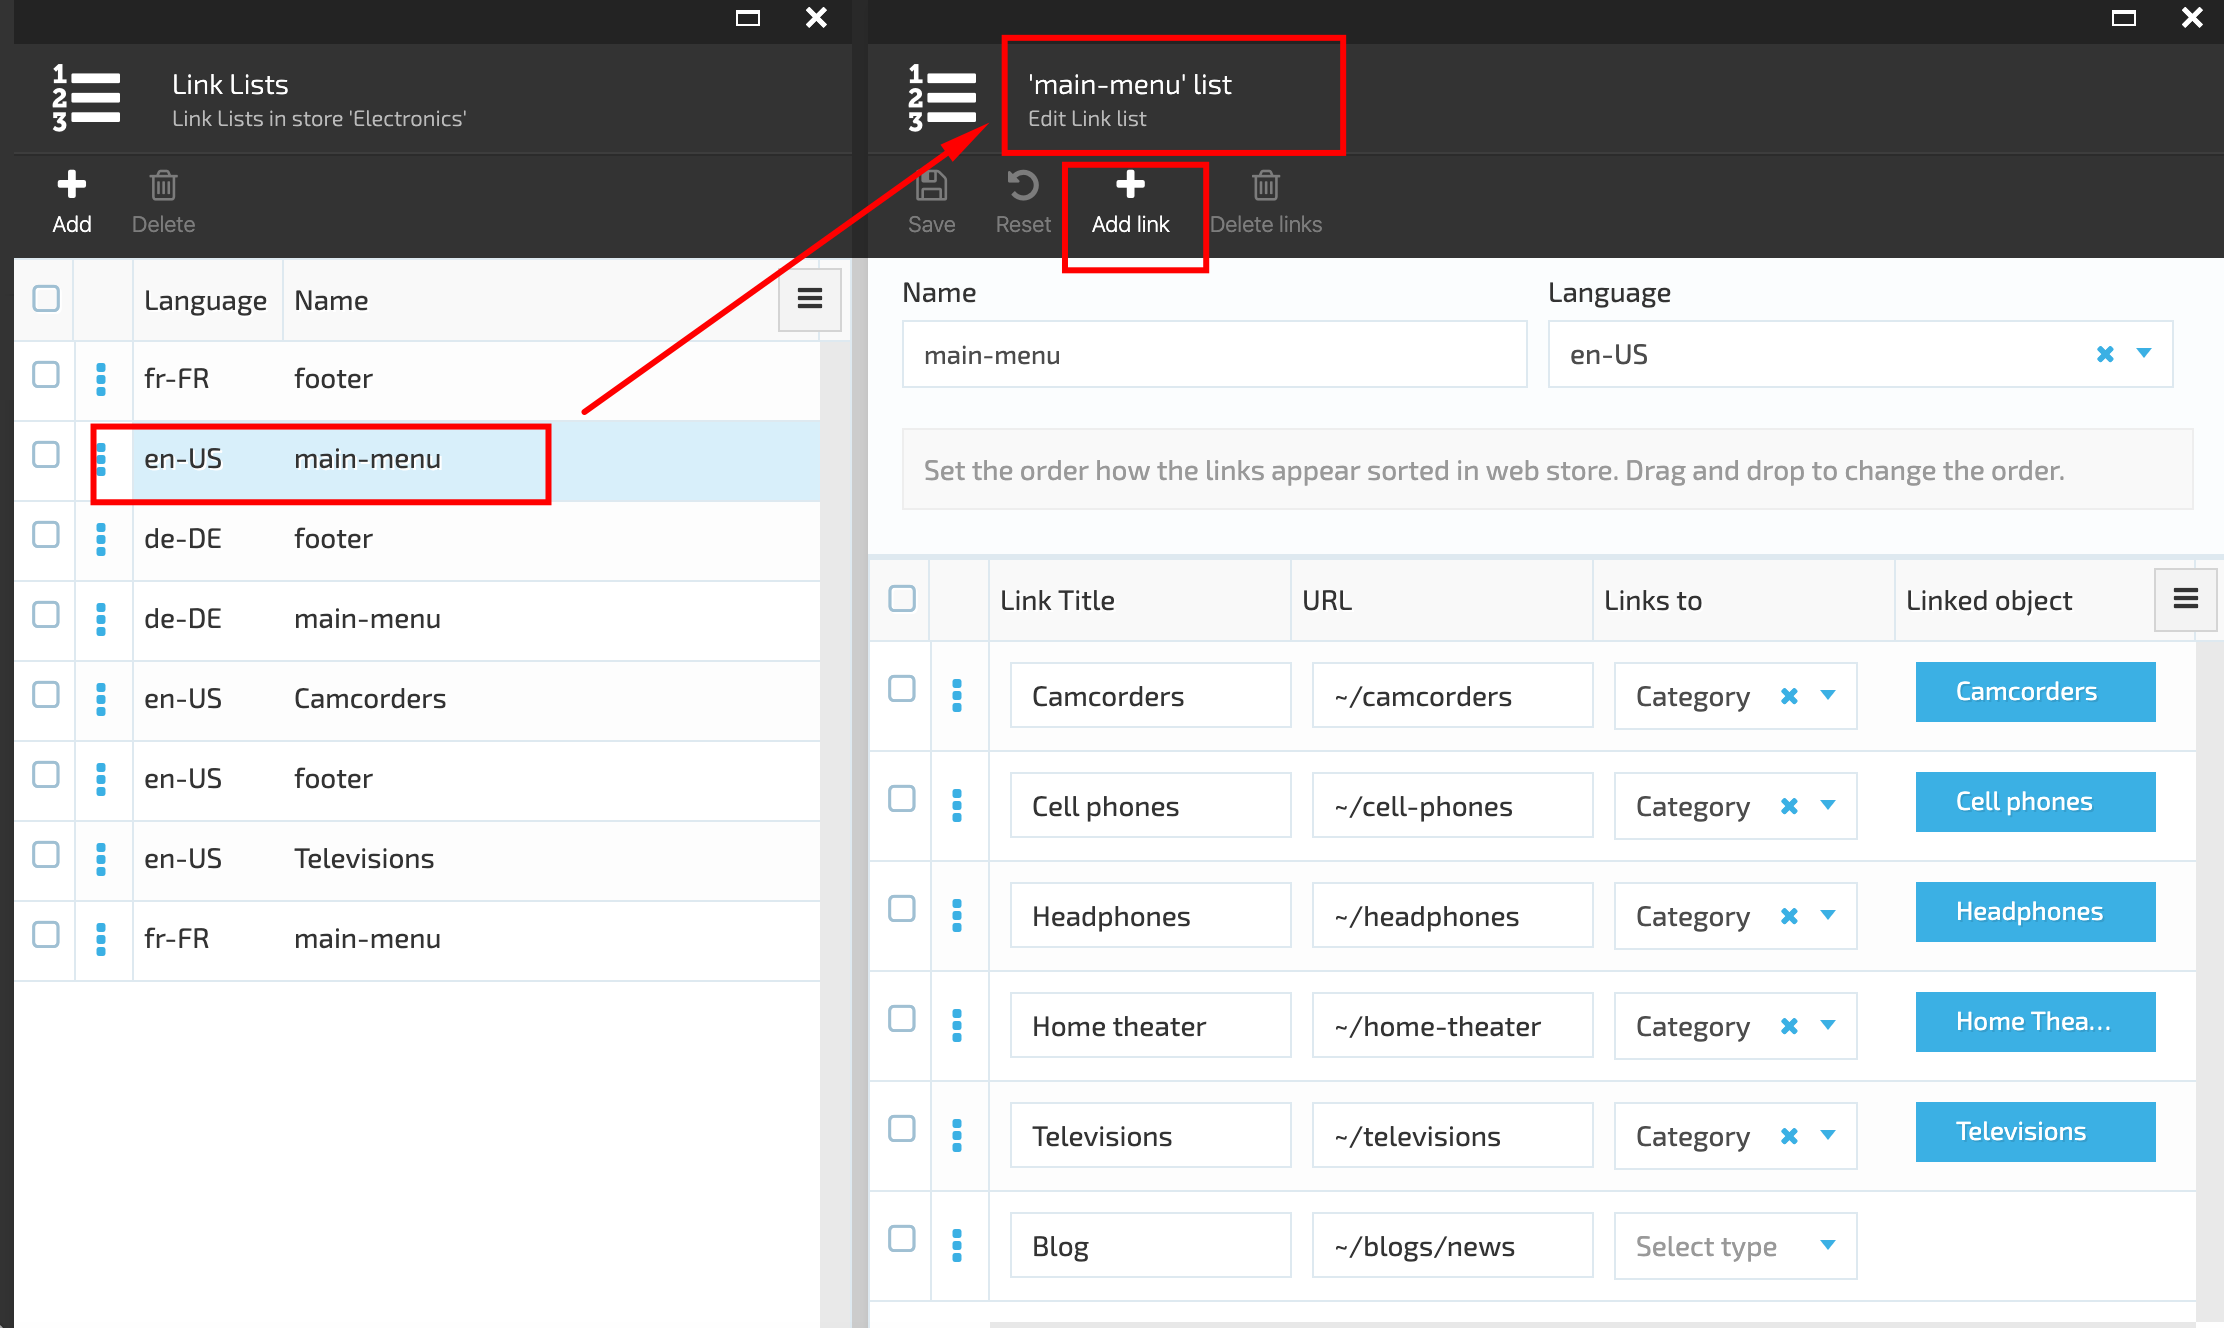 Link Lists
Link Lists in store 'Electronics'
Add
Delete
Language Name
fr-FR footer
en-US main-menu
de-DE footer
de-DE main-menu
en-US Camcorders
en-US footer
en-US Televisions
fr-FR main-menu
'main-menu' list
Edit Link list
Save
Reset
Add link
Delete links
Name
Language
main-menu
en-US
Set the order how the links appear sorted in web store. Drag and drop to change the order.
Link Title URL Links to Linked object
Camcorders ~/camcorders Category Camcorders
Cell phones ~/cell-phones Category Cell phones
Headphones ~/headphones Category Headphones
Home theater ~/home-theater Category Home Thea...
Televisions ~/televisions Category Televisions
Blog ~/blogs/news Select type